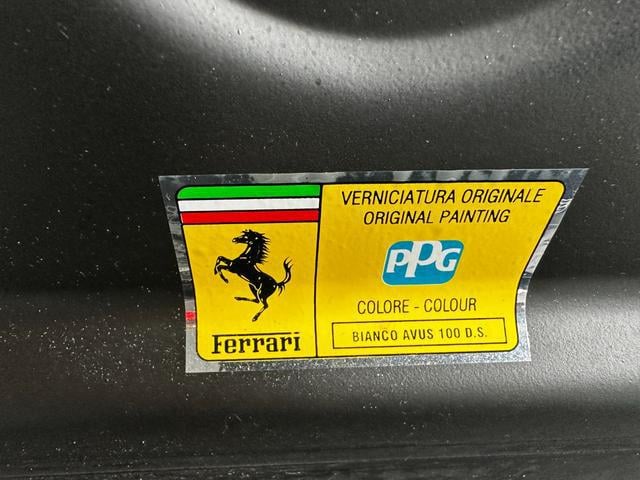 VERNICIATURA ORIGINALE
ORIGINAL PAINTING
PPG
COLORE - COLOUR
BIANCO AVUS 100 D.S.
Ferrari